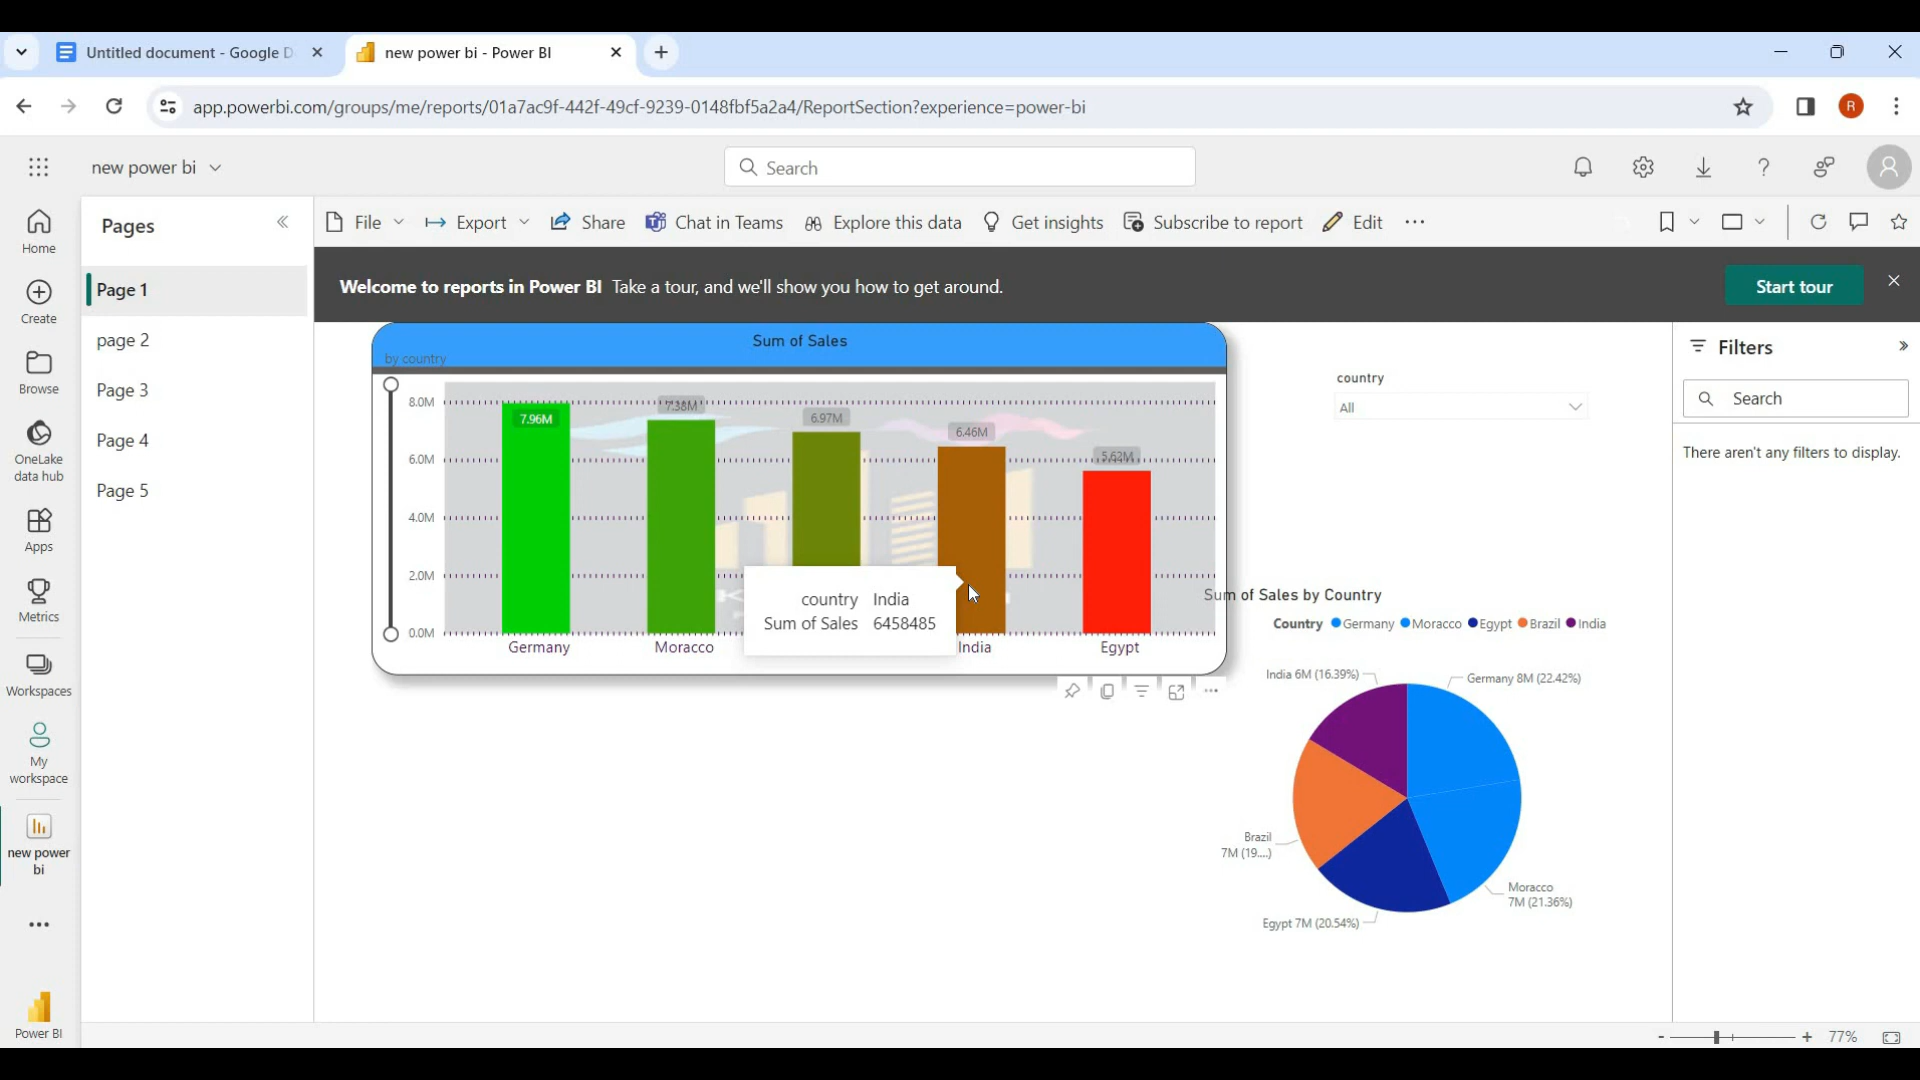 Untitled document - Google D
new power bi - Power BI
app.powerbi.com/groups/me/reports/01a7ac9f-442f-49cf-9239-0148fbf5a2a4/ReportSection?experience=power-bi
R
new power bi
Search
Home
Create
Browse
OneLake
data hub
Apps
Metrics
Workspaces
My
workspace
new power
bi
Power BI
Pages
Page 1
page 2
Page 3
Page 4
Page 5
File
Export
Share
Chat in Teams
Explore this data
Get insights
Subscribe to report
Edit
Welcome to reports in Power BI Take a tour, and we'll show you how to get around.
Start tour
Sum of Sales
by country
8.0M
6.0M
4.0M
2.0M
0.0M
7.96M
7.38M
6.97M
6.46M
5.62M
Germany
Moracco
India
Egypt
country India
Sum of Sales 6458485
country
All
Sum of Sales by Country
Country Germany Moracco Egypt Brazil India
India 6M (16.39%)
Germany 8M (22.42%)
Brazil
7M (19....)
Moracco
7M (21.36%)
Egypt 7M (20.54%)
Filters
Search
There aren't any filters to display.
- + 77%